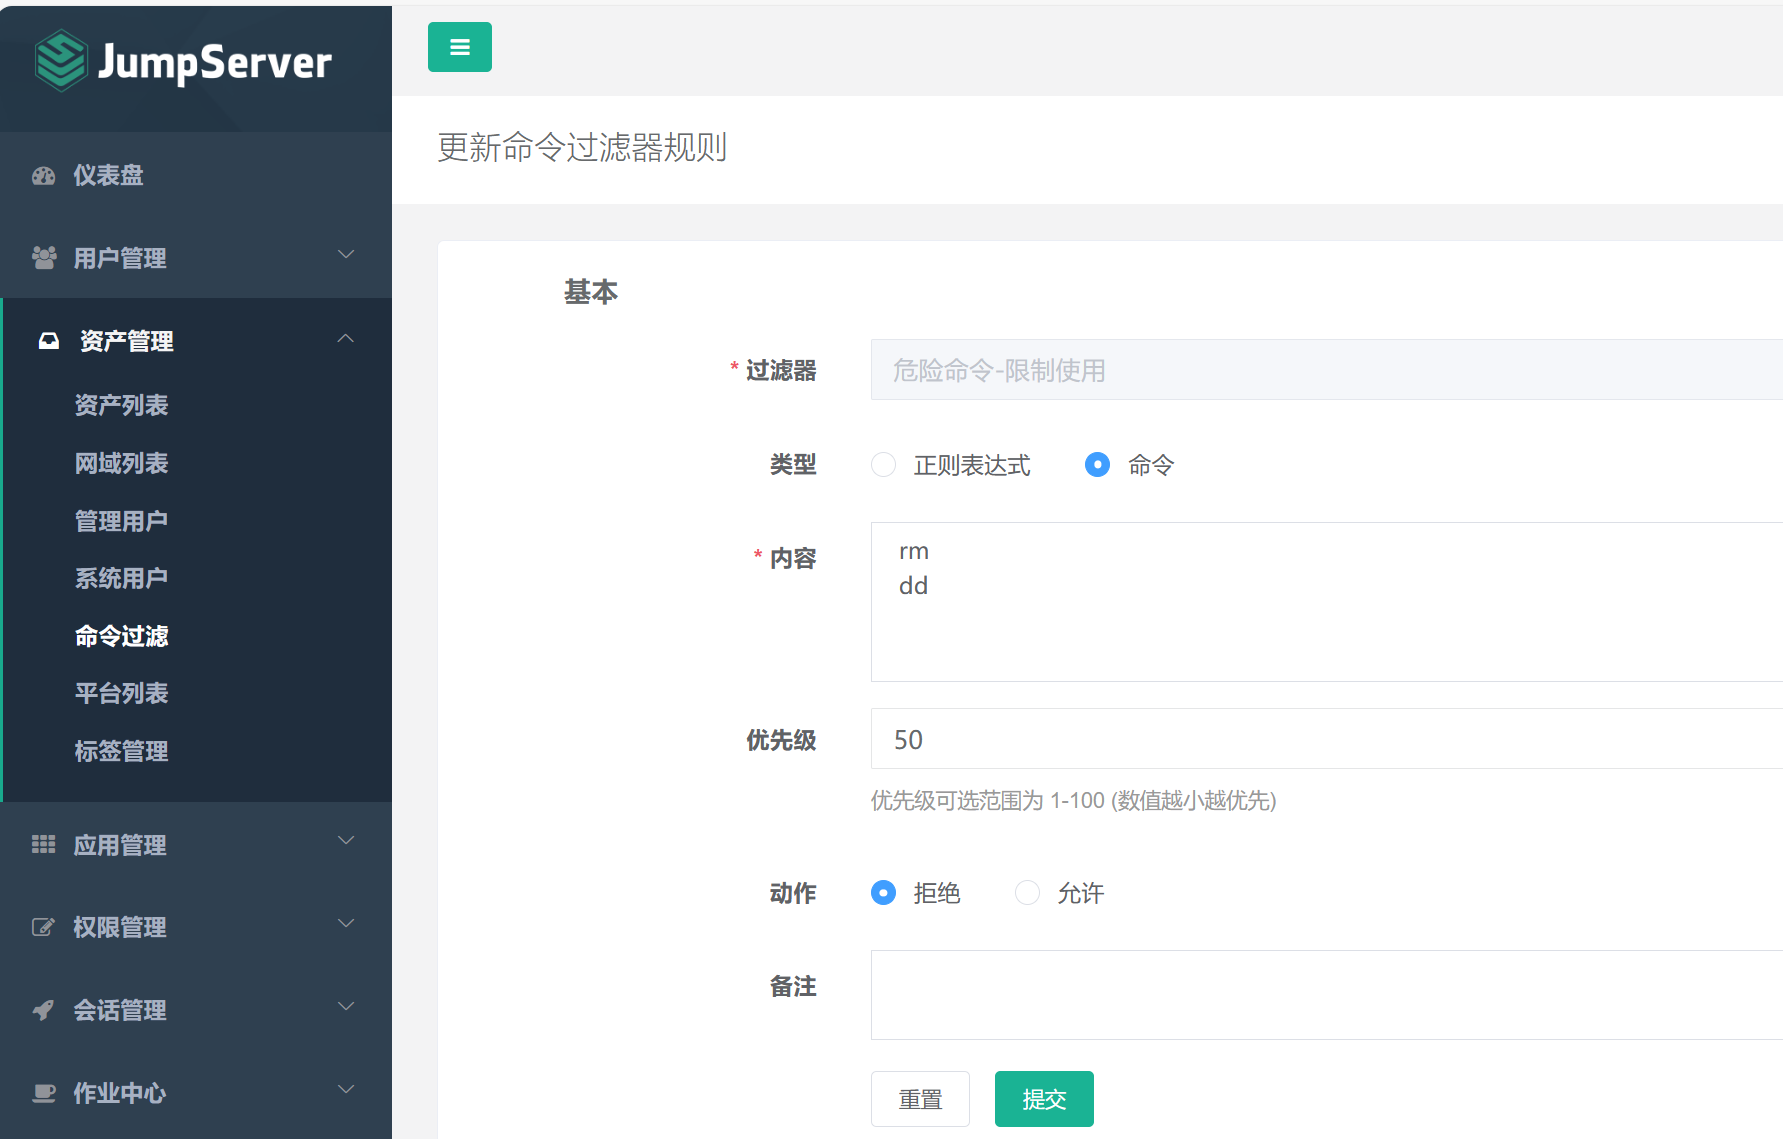 JumpServer
仪表盘
用户管理
资产管理
资产列表
网域列表
管理用户
系统用户
命令过滤
平台列表
标签管理
应用管理
权限管理
会话管理
作业中心
更新命令过滤器规则
基本
* 过滤器
危险命令-限制使用
类型
正则表达式
命令
* 内容
rm
dd
优先级
50
优先级可选范围为 1-100 (数值越小越优先)
动作
拒绝
允许
备注
重置
提交